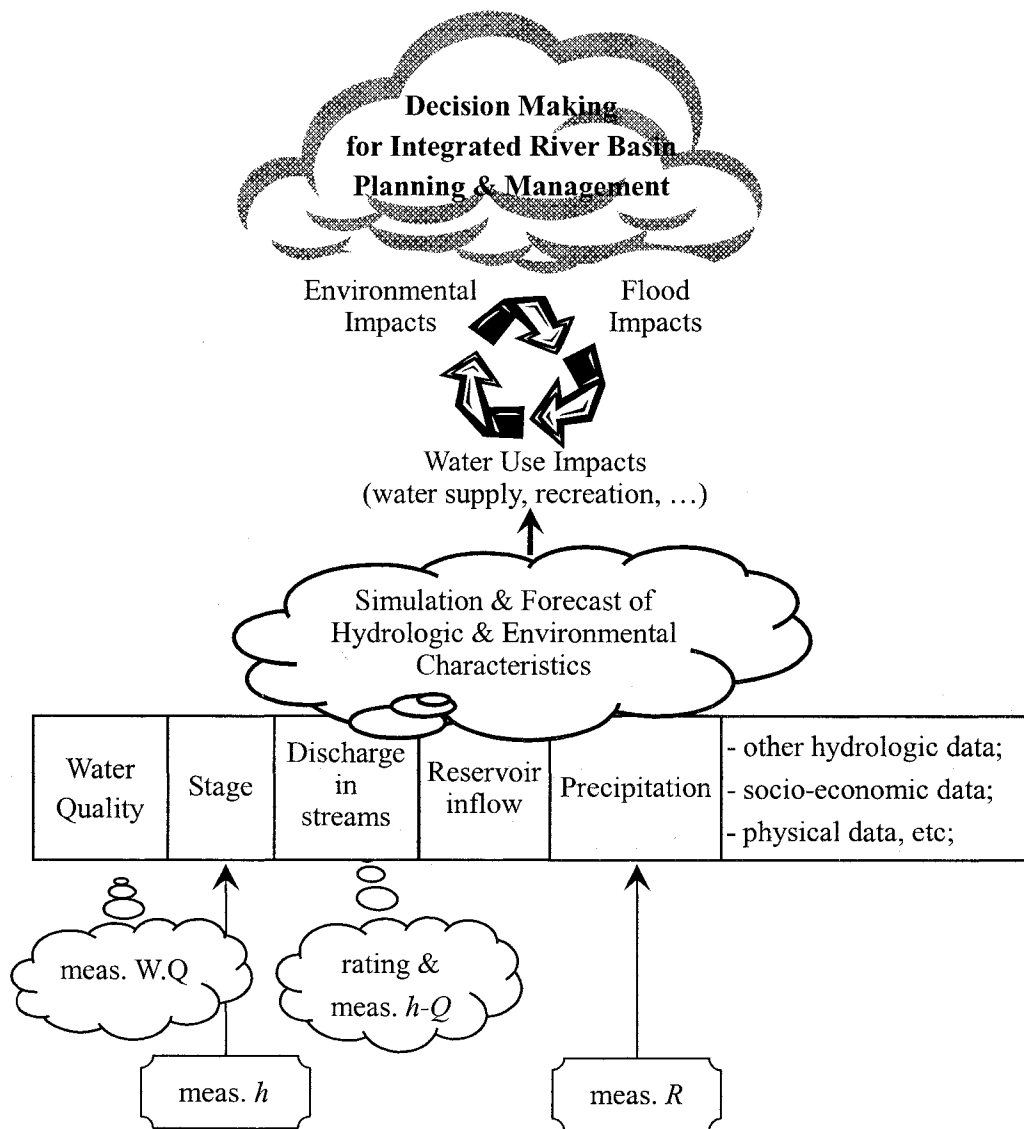 Decision Making
for Integrated River Basin
Planning & Management
Environmental
Impacts
Flood
Impacts
Water Use Impacts
(water supply, recreation, …)
Simulation & Forecast of
Hydrologic & Environmental
Characteristics
Water
Quality
Stage
Discharge
in
streams
Reservoir
inflow
Precipitation
- other hydrologic data;
- socio-economic data;
- physical data, etc;
meas. W.Q
rating &
meas. h-Q
meas. h
meas. R